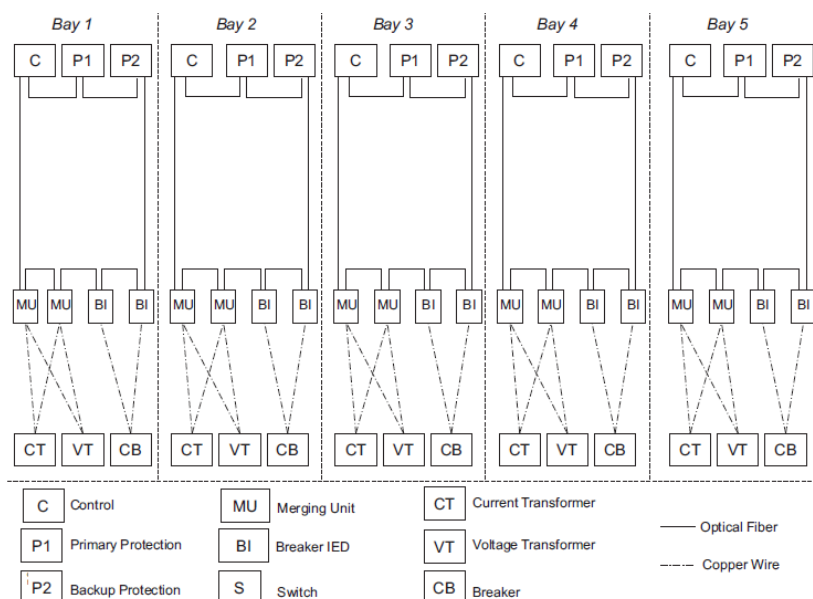 Bay 1 Bay 2 Bay 3 Bay 4 Bay 5
C P1 P2 C P1 P2 C P1 P2 C P1 P2 C P1 P2
MU MU BI BI MU MU BI BI MU MU BI BI MU MU BI BI MU MU BI BI
CT VT CB CT VT CB CT VT CB CT VT CB CT VT CB
C Control MU Merging Unit CT Current Transformer
P1 Primary Protection BI Breaker IED VT Voltage Transformer Optical Fiber
P2 Backup Protection S Switch CB Breaker Copper Wire